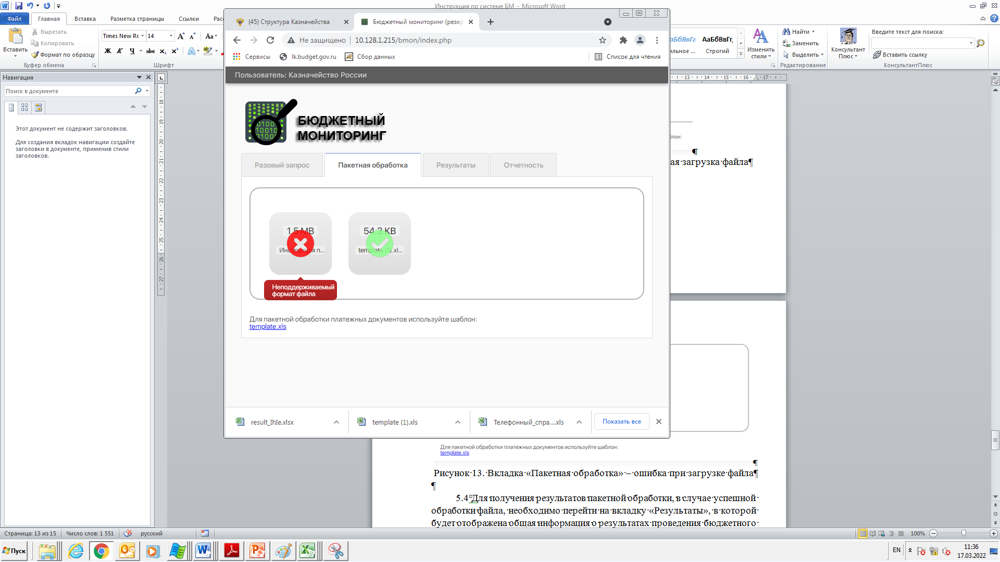 Инструкция по системе БМ - Microsoft Word
Файл
Главная
Вставка
Разметка страницы
Ссылки
Вставить
Вырезать
Копировать
Формат по образцу
Буфер обмена
Times New Ro
14
Шрифт
Строгий
Изменить стили
Найти
Заменить
Выделить
Редактирование
Консультант Плюс
Введите текст для поиска:
Вставить ссылку
КонсультантПлюс
(45) Структура Казначейства
Бюджетный мониторинг (резер
Не защищено
10.128.1.215/bmon/index.php
Сервисы
lk.budget.gov.ru
Сбор данных
Список для чтения
Пользователь: Казначейство России
БЮДЖЕТНЫЙ
МОНИТОРИНГ
Разовый запрос
Пакетная обработка
Результаты
Отчетность
1.5 MB
Инструкция п...
54.3 KB
template (1).xl...
Неподдерживаемый
формат файла
Для пакетной обработки платежных документов используйте шаблон:
template.xls
result_IhIe.xlsx
template (1).xls
Телефонный_спра....xls
Показать все
Навигация
Поиск в документе
Этот документ не содержит заголовков.
Для создания вкладок навигации создайте
заголовки в документе, применив стили
заголовков.
ая загрузка файла¶
Для пакетной обработки платежных документов используйте шаблон:
template.xls
Рисунок 13. Вкладка «Пакетная обработка» – ошибка при загрузке файла¶
¶
5.4 Для получения результатов пакетной обработки, в случае успешной
обработки файла, необходимо перейти на вкладку «Результаты», в которой
будет отображена общая информация о результатах проведения бюджетного
Страница: 13 из 15
Число слов: 1 551
русский
100%
Пуск
EN
11:36
17.03.2022